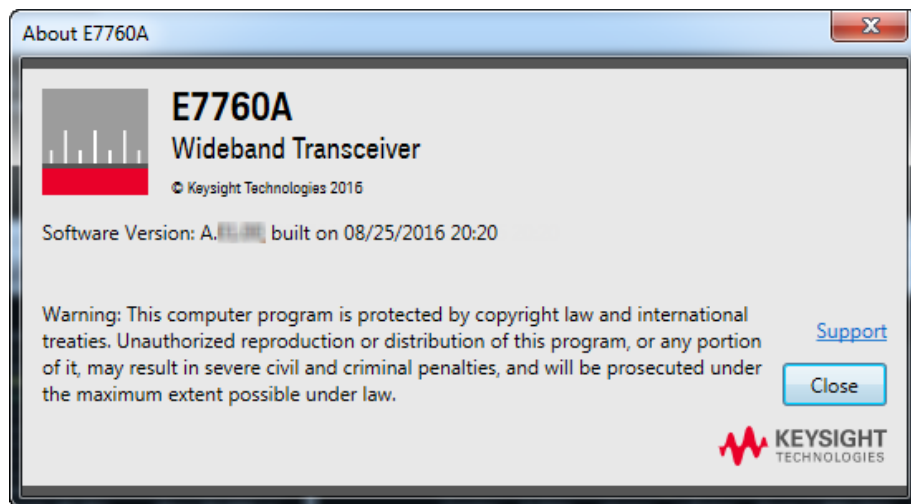 About E7760A
E7760A
Wideband Transceiver
© Keysight Technologies 2016
Software Version: A. built on 08/25/2016 20:20
Warning: This computer program is protected by copyright law and international
treaties. Unauthorized reproduction or distribution of this program, or any portion
of it, may result in severe civil and criminal penalties, and will be prosecuted under
the maximum extent possible under law.
Support
Close
KEYSIGHT
TECHNOLOGIES